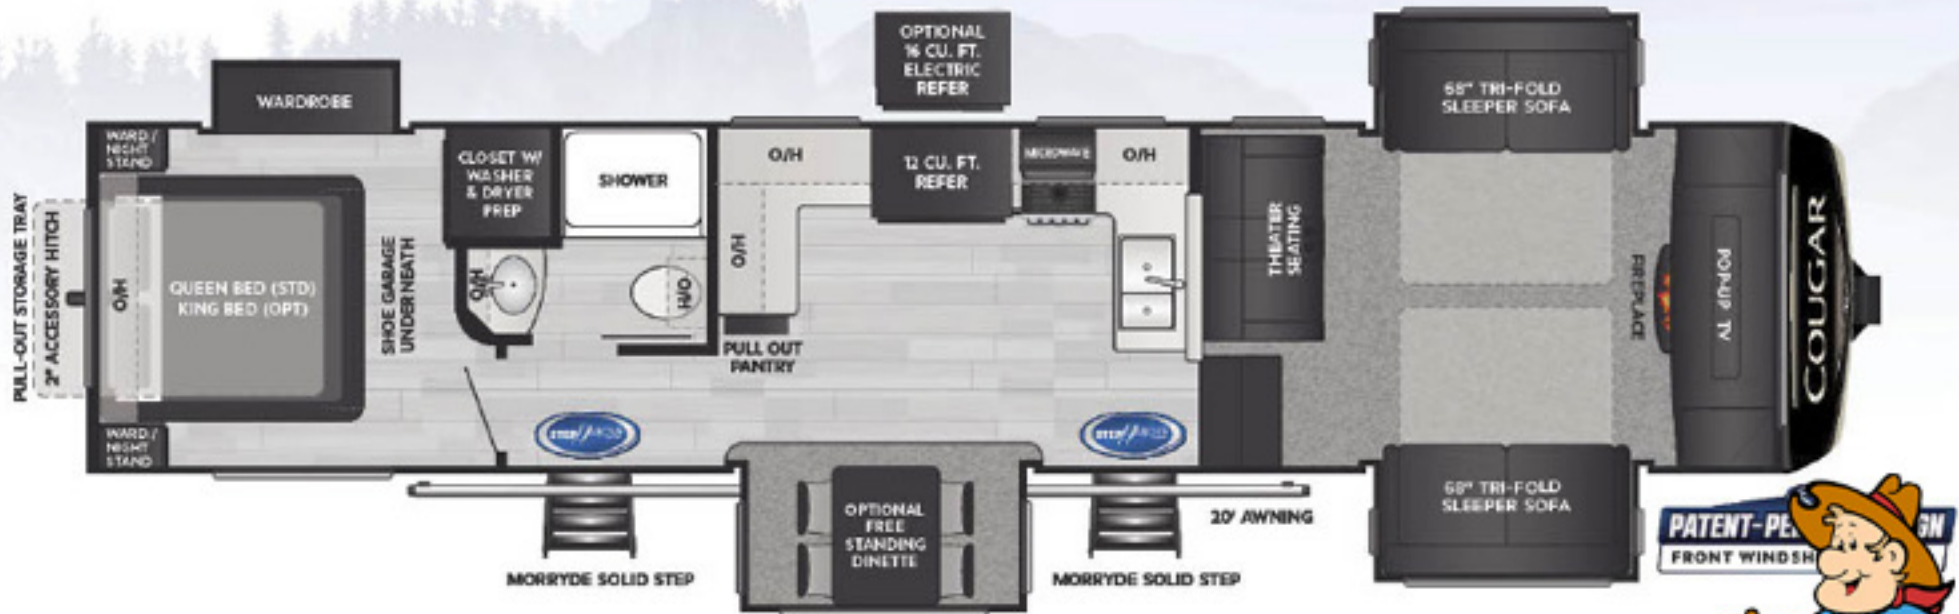 OPTIONAL
16 CU. FT.
ELECTRIC
REFER
68" TRI-FOLD
SLEEPER SOFA
WARDROBE
WARD./
NIGHT
STAND
CLOSET W/
WASHER
& DRYER
PREP
SHOWER
O/H
12 CU. FT.
REFER
MICROWAVE
O/H
PULL-OUT STORAGE TRAY
2" ACCESSORY HITCH
O/H
QUEEN BED (STD)
KING BED (OPT)
SHOE GARAGE
UNDERNEATH
O/H
O/H
O/H
THEATER
SEATING
FIREPLACE
POP-UP TV
COUGAR
PULL OUT
PANTRY
WARD./
NIGHT
STAND
STEP
STEP
OPTIONAL
FREE
STANDING
DINETTE
68" TRI-FOLD
SLEEPER SOFA
20' AWNING
MORRYDE SOLID STEP
MORRYDE SOLID STEP
FRONT